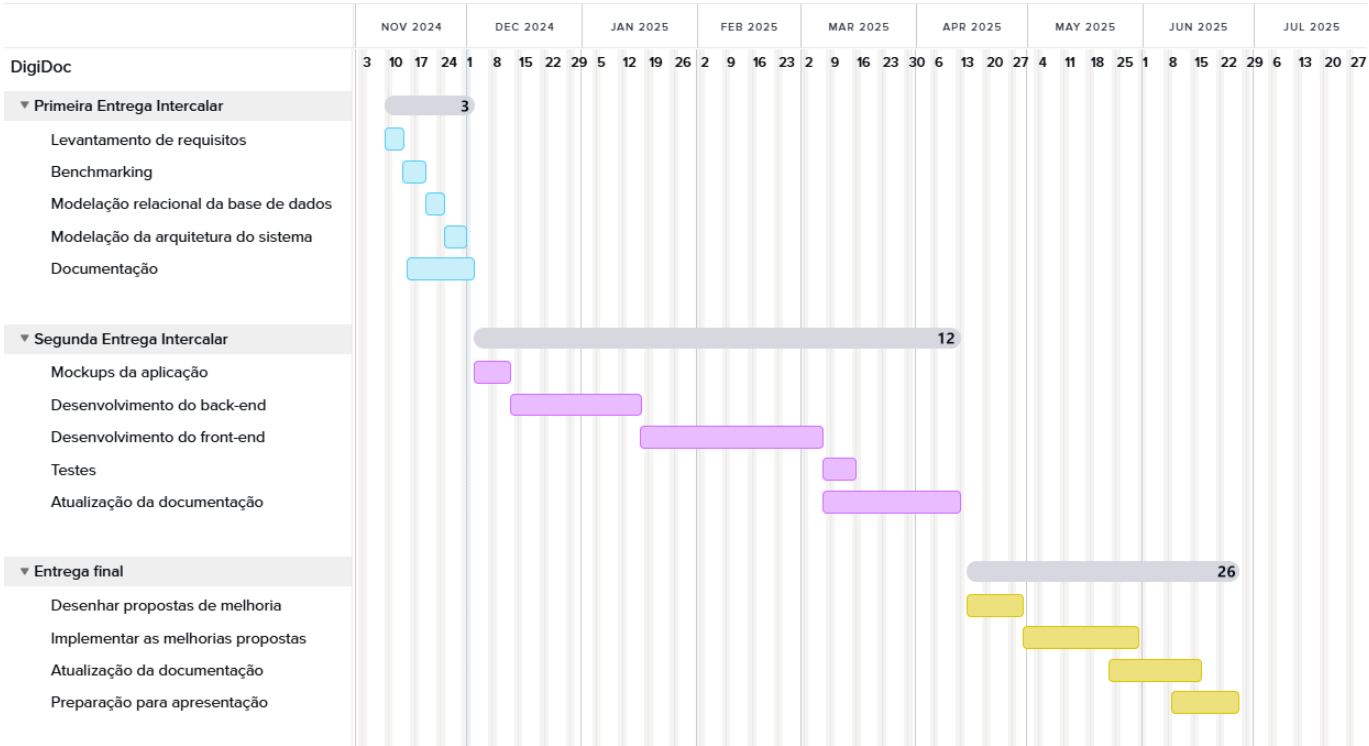 NOV 2024 DEC 2024 JAN 2025 FEB 2025 MAR 2025 APR 2025 MAY 2025 JUN 2025 JUL 2025
DigiDoc 3 10 17 24 1 8 15 22 29 5 12 19 26 2 9 16 23 2 9 16 23 30 6 13 20 27 4 11 18 25 1 8 15 22 29 6 13 20 27
Primeira Entrega Intercalar 3
Levantamento de requisitos
Benchmarking
Modelação relacional da base de dados
Modelação da arquitetura do sistema
Documentação
Segunda Entrega Intercalar 12
Mockups da aplicação
Desenvolvimento do back-end
Desenvolvimento do front-end
Testes
Atualização da documentação
Entrega final 26
Desenhar propostas de melhoria
Implementar as melhorias propostas
Atualização da documentação
Preparação para apresentação